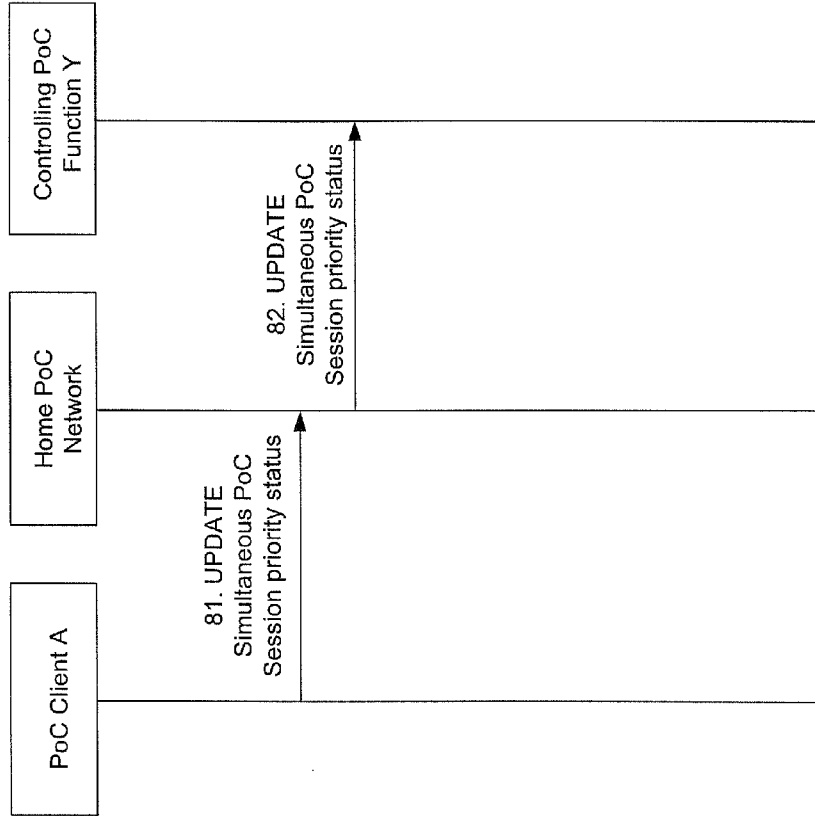 PoC Client A
Home PoC
Network
Controlling PoC
Function Y
81. UPDATE
Simultaneous PoC
Session priority status
82. UPDATE
Simultaneous PoC
Session priority status